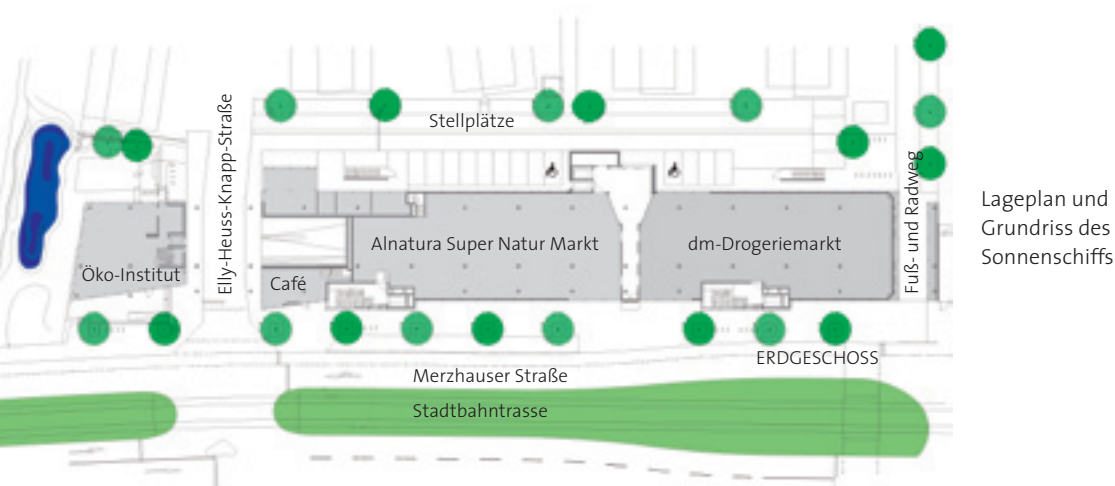 Stellplätze
Elly-Heuss-Knapp-Straße
Fuß- und Radweg
Alnatura Super Natur Markt
dm-Drogeriemarkt
Öko-Institut
Café
ERDGESCHOSS
Merzhauser Straße
Stadtbahntrasse
Lageplan und
Grundriss des
Sonnenschiffs